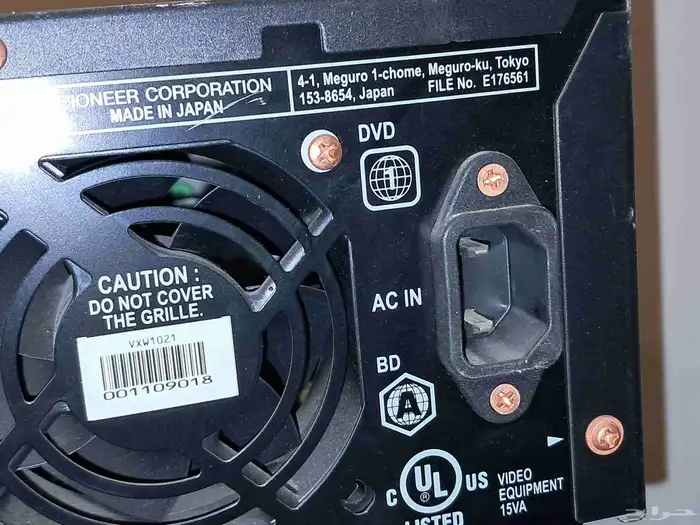 PIONEER CORPORATION
MADE IN JAPAN
4-1, Meguro 1-chome, Meguro-ku, Tokyo
153-8654, Japan FILE No. E176561
DVD
1
CAUTION :
DO NOT COVER
THE GRILLE.
VXW1021
001109018
AC IN
BD
A
C UL ® US
LISTED
VIDEO
EQUIPMENT
15VA
حراج